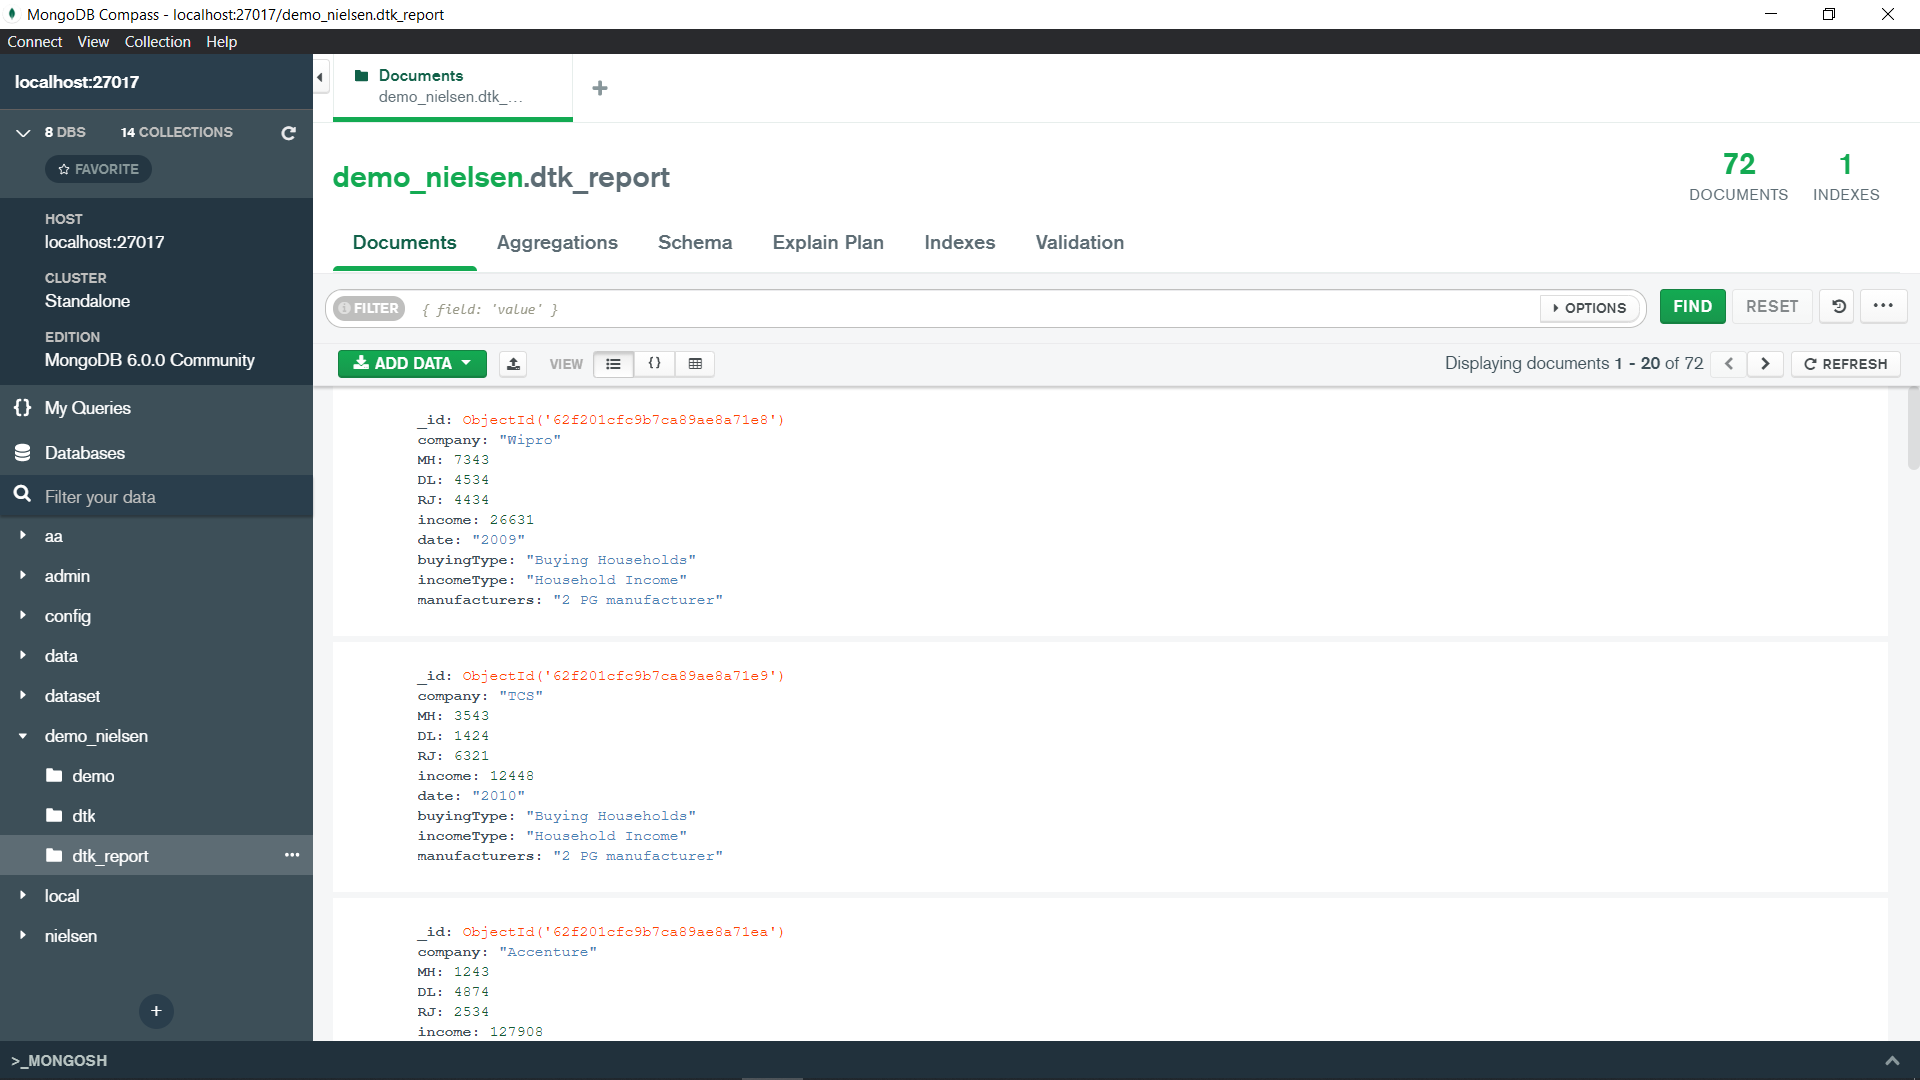 MongoDB Compass - localhost:27017/demo_nielsen.dtk_report
Connect View Collection Help
localhost:27017
8 DBS 14 COLLECTIONS
FAVORITE
HOST
localhost:27017
CLUSTER
Standalone
EDITION
MongoDB 6.0.0 Community
{} My Queries
Databases
Filter your data
aa
admin
config
data
dataset
demo_nielsen
demo
dtk
dtk_report ...
local
nielsen
+
Documents
demo_nielsen.dtk_...
+
demo_nielsen.dtk_report
72
DOCUMENTS
1
INDEXES
Documents Aggregations Schema Explain Plan Indexes Validation
FILTER { field: 'value' } OPTIONS FIND RESET ...
ADD DATA VIEW {} Displaying documents 1 - 20 of 72 < > REFRESH
_id: ObjectId('62f201cfc9b7ca89ae8a71e8')
company: "Wipro"
MH: 7343
DL: 4534
RJ: 4434
income: 26631
date: "2009"
buyingType: "Buying Households"
incomeType: "Household Income"
manufacturers: "2 PG manufacturer"
_id: ObjectId('62f201cfc9b7ca89ae8a71e9')
company: "TCS"
MH: 3543
DL: 1424
RJ: 6321
income: 12448
date: "2010"
buyingType: "Buying Households"
incomeType: "Household Income"
manufacturers: "2 PG manufacturer"
_id: ObjectId('62f201cfc9b7ca89ae8a71ea')
company: "Accenture"
MH: 1243
DL: 4874
RJ: 2534
income: 127908
>_MONGOSH